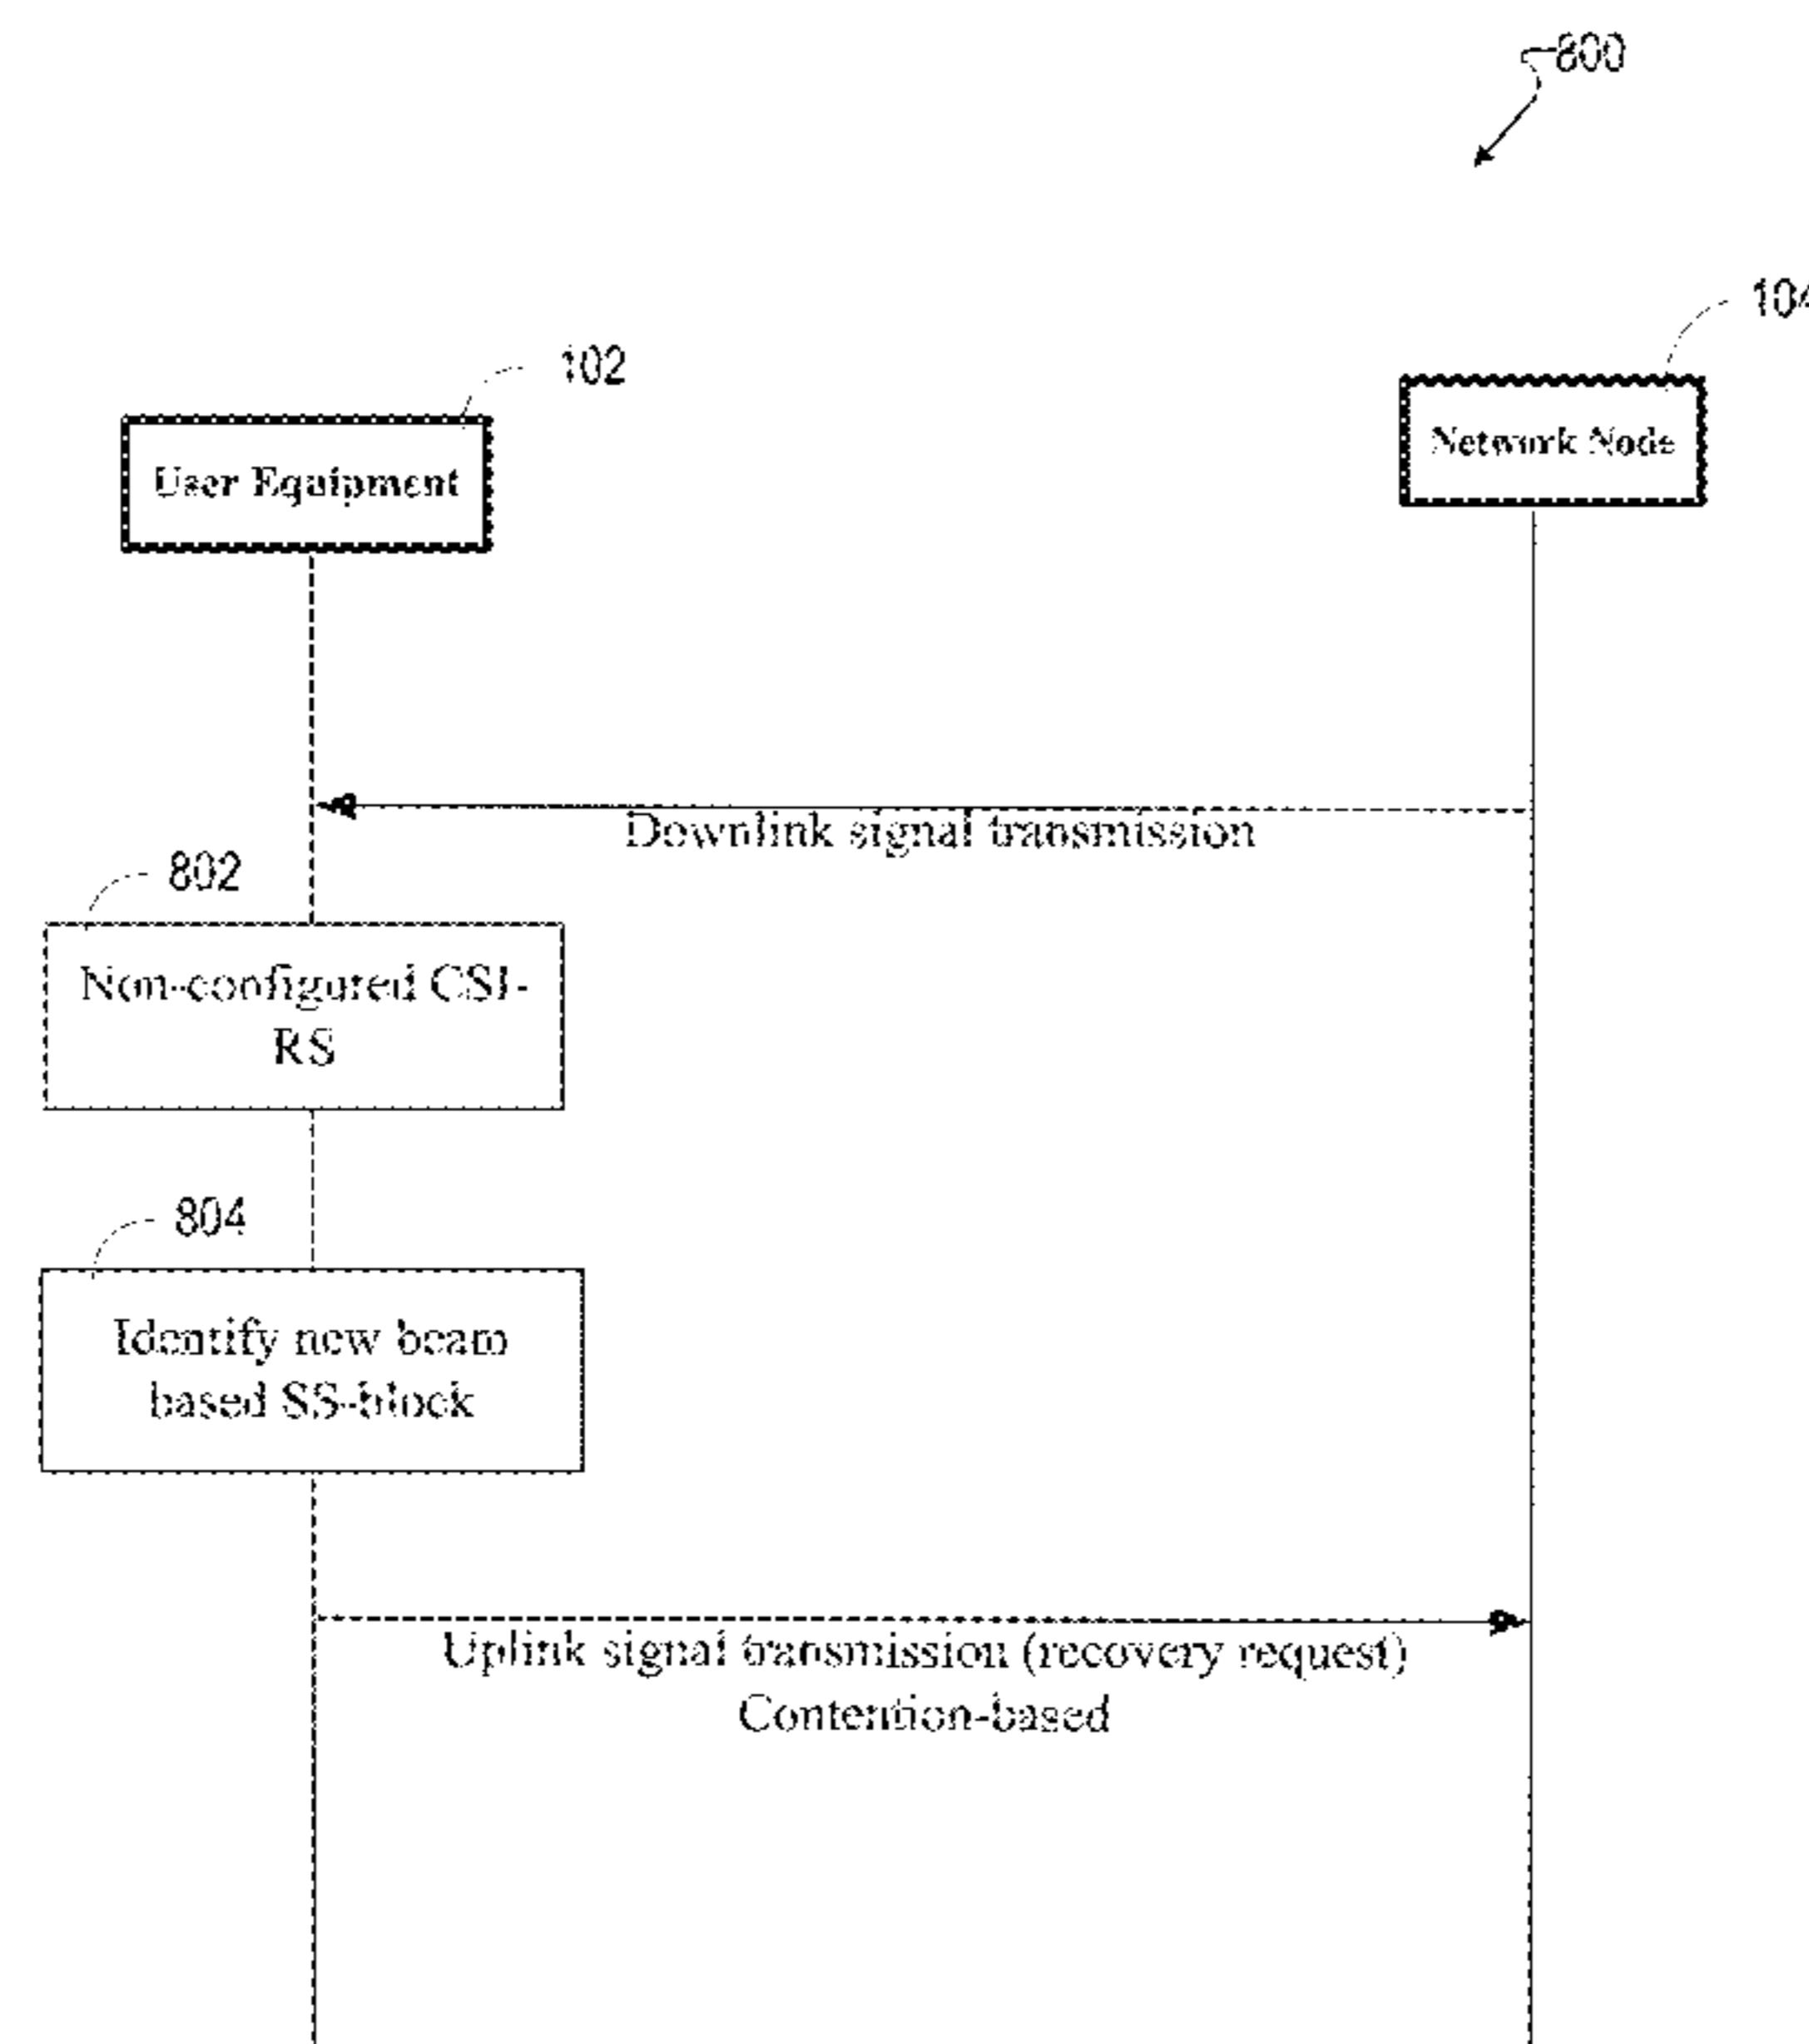 800
104
102
Network Node
User Equipment
Downlink signal transmission
802
Non-configured CSI-
RS
804
Identify new beam
based SS-block
Uplink signal transmission (recovery request)
Contention-based